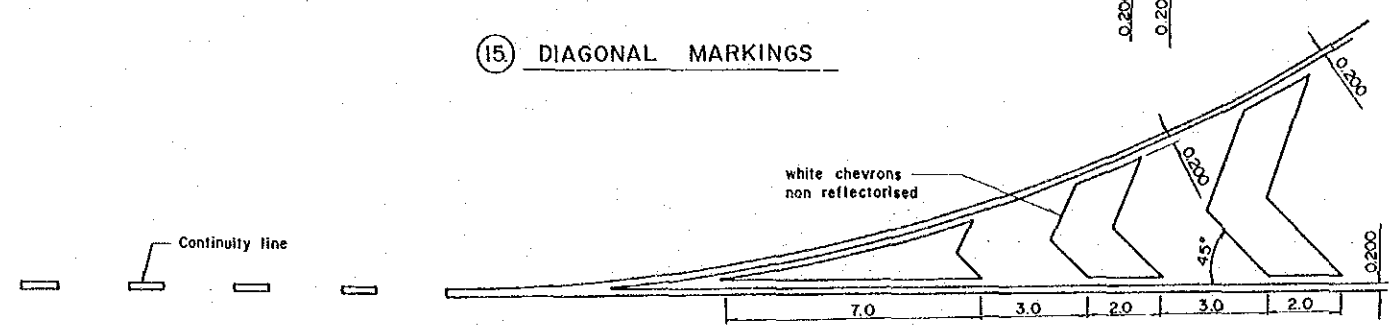 0.200
0.200
15. DIAGONAL MARKINGS
0.200
0.200
white chevrons
non reflectorised
Continuity line
45°
0.200
7.0
3.0
2.0
3.0
2.0